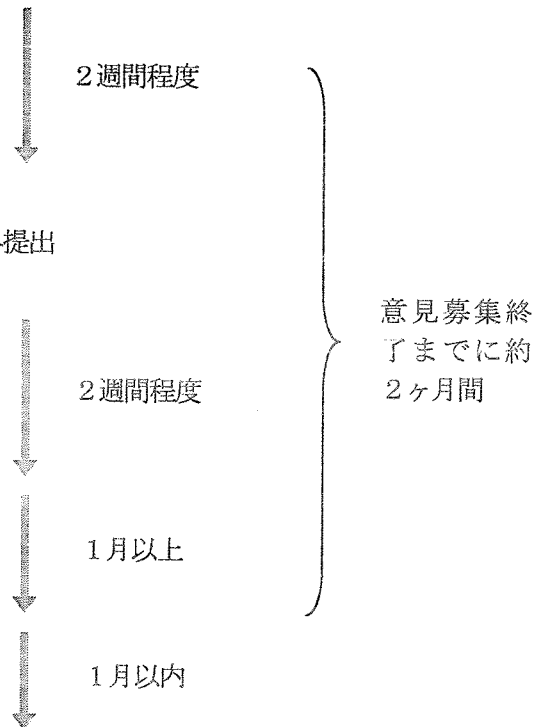 ２週間程度
提出
意見募集終
了までに約
２ヶ月間
２週間程度
１月以上
１月以内